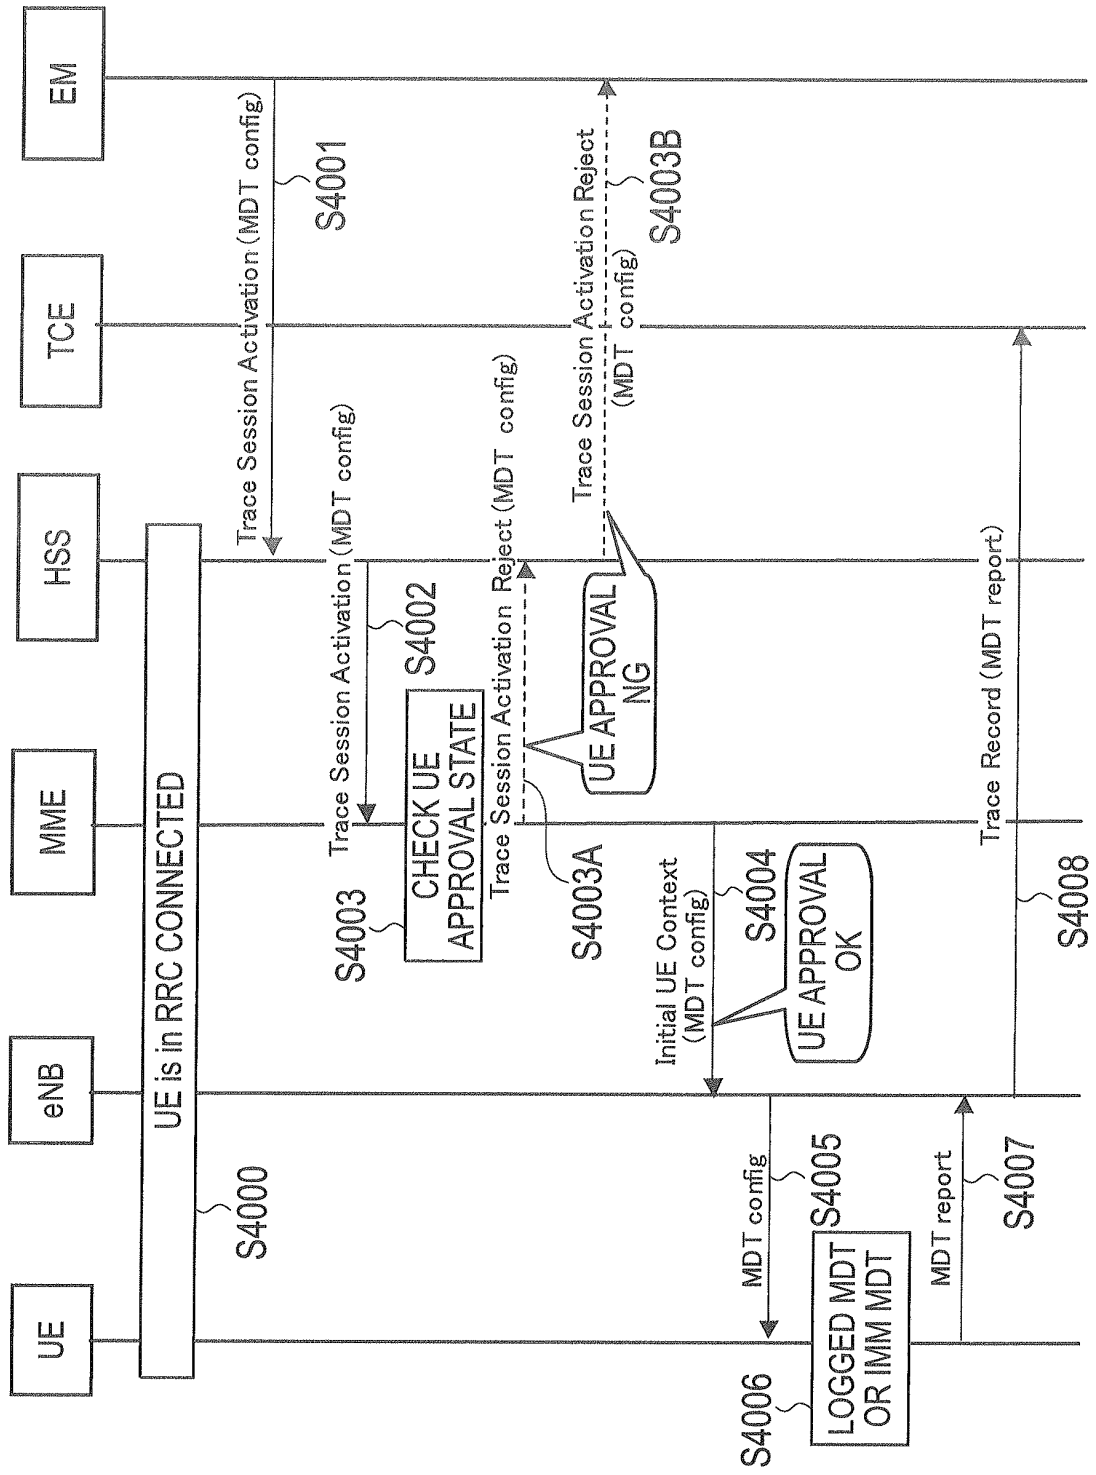 UE
eNB
MME
HSS
TCE
EM
UE is in RRC CONNECTED
S4000
Trace Session Activation (MDT config)
S4001
Trace Session Activation (MDT config)
S4002
S4003
CHECK UE
APPROVAL STATE
Trace Session Activation Reject (MDT config)
S4003A
UE APPROVAL
NG
Trace Session Activation Reject
(MDT config)
S4003B
Initial UE Context
(MDT config)
S4004
UE APPROVAL
OK
MDT config
S4005
S4006
LOGGED MDT
OR IMM MDT
MDT report
S4007
Trace Record (MDT report)
S4008